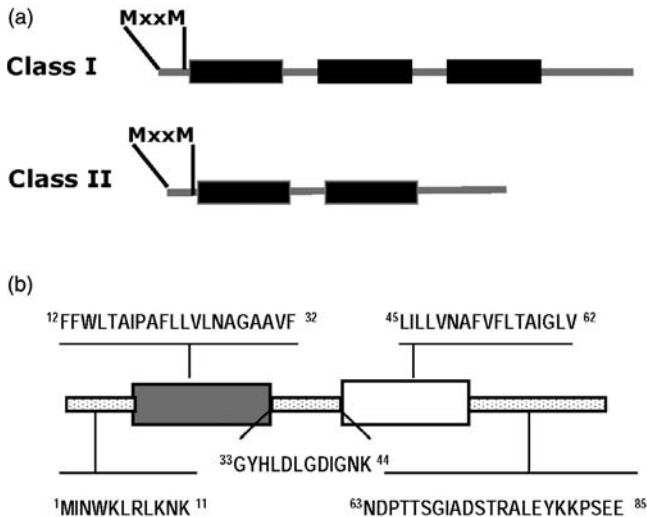 (a)
MxxM
Class I
MxxM
Class II
(b)
¹²FFWLTAIPAFLLVLNAGAAVF ³²
⁴⁵LILLVNAFVFLTAIGLV ⁶²
³³GYHLDLGDIGNK ⁴⁴
¹MINWKLRLKNK ¹¹
⁶³NDPTTSGIADSTRALEYKKPSEE ⁸⁵